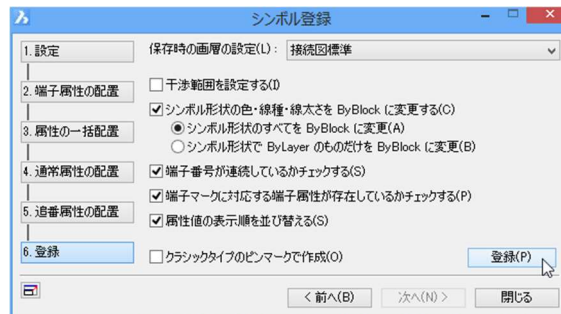 シンボル登録
1. 設定
2. 端子属性の配置
3. 属性の一括配置
4. 通常属性の配置
5. 追番属性の配置
6. 登録
保存時の画層の設定(L): 接続図標準
干渉範囲を設定する(I)
シンボル形状の色・線種・線太さを ByBlock に変更する(C)
シンボル形状のすべてを ByBlock に変更(A)
シンボル形状で ByLayer のものだけを ByBlock に変更(B)
端子番号が連続しているかチェックする(S)
端子マークに対応する端子属性が存在しているかチェックする(P)
属性値の表示順を並び替える(S)
クラシックタイプのピンマークで作成(O)
登録(P)
< 前へ(B)
次へ(N) >
閉じる